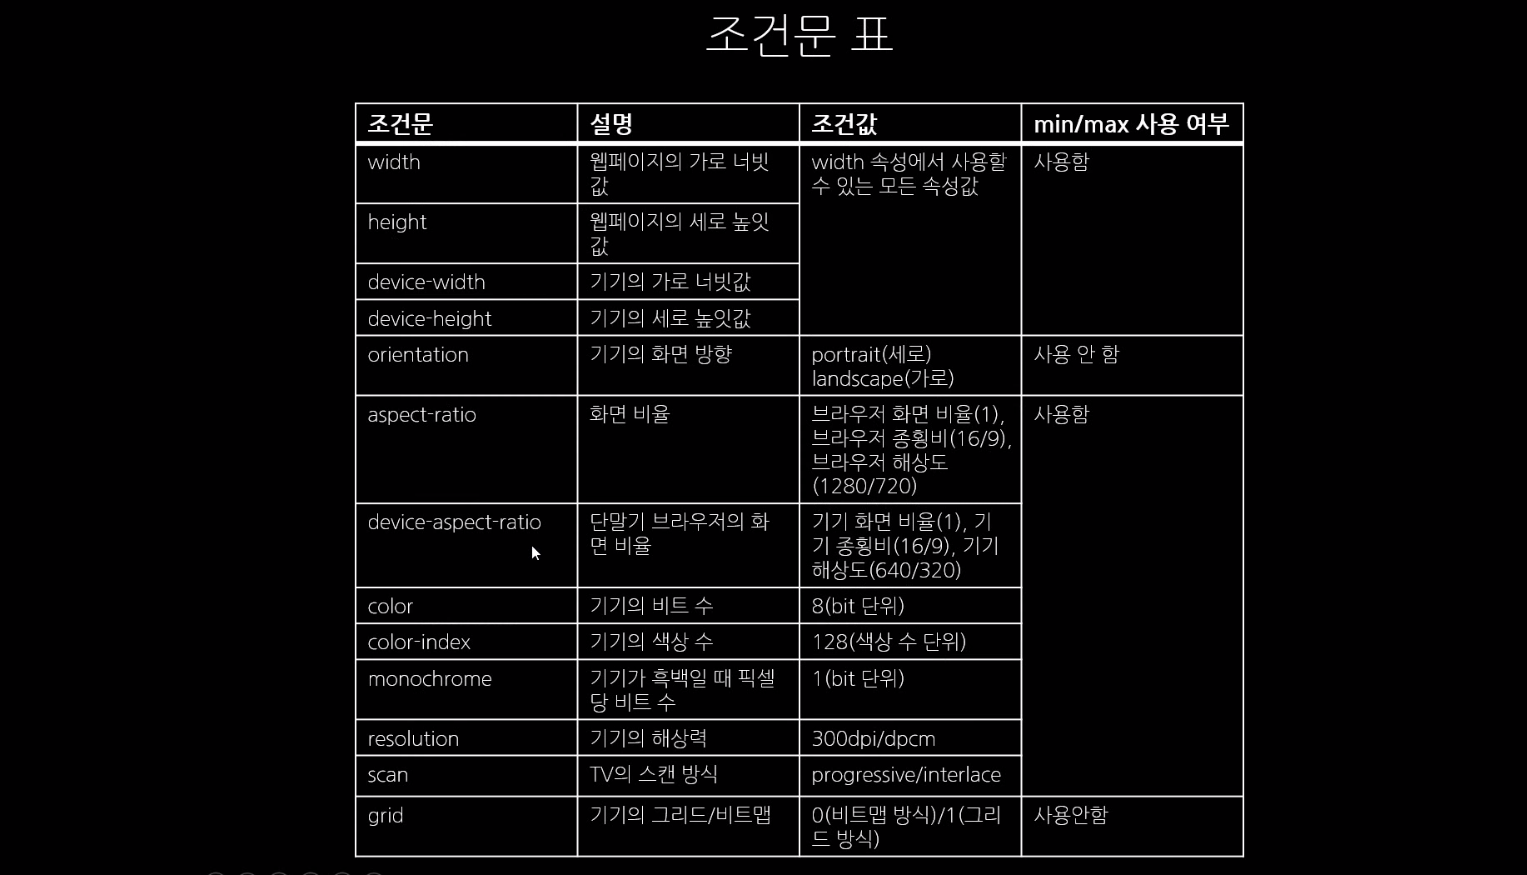 조건문 표
조건문 설명 조건값 min/max 사용 여부
width
웹페이지의 가로 너빗
값
width 속성에서 사용할
수 있는 모든 속성값
사용함
height
웹페이지의 세로 높잇
값
device-width
기기의 가로 너빗값
device-height
기기의 세로 높잇값
orientation
기기의 화면 방향
portrait(세로)
landscape(가로)
사용 안 함
aspect-ratio
화면 비율
브라우저 화면 비율(1),
브라우저 종횡비(16/9),
브라우저 해상도
(1280/720)
사용함
device-aspect-ratio
단말기 브라우저의 화
면 비율
기기 화면 비율(1), 기
기 종횡비(16/9), 기기
해상도(640/320)
color
기기의 비트 수
8(bit 단위)
color-index
기기의 색상 수
128(색상 수 단위)
monochrome
기기가 흑백일 때 픽셀
당 비트 수
1(bit 단위)
resolution
기기의 해상력
300dpi/dpcm
scan
TV의 스캔 방식
progressive/interlace
grid
기기의 그리드/비트맵
0(비트맵 방식)/1(그리
드 방식)
사용안함